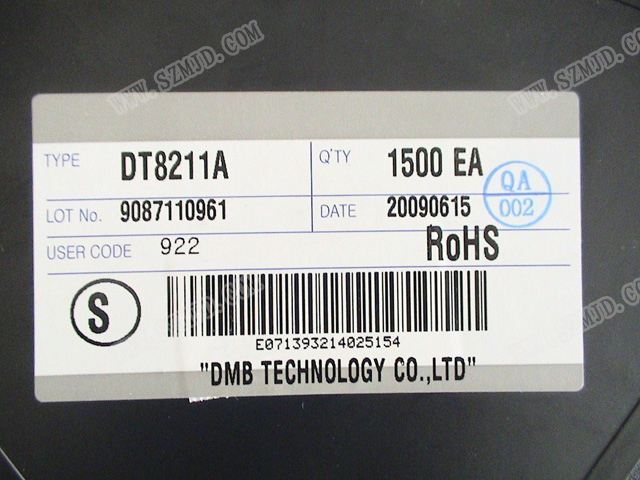 WWW.SZMJD.COM
WWW.SZMJD.COM
TYPE DT8211A Q'TY 1500 EA
QA
002
LOT No. 9087110961 DATE 20090615
USER CODE 922 RoHS
S
E071393214025154
"DMB TECHNOLOGY CO.,LTD"
WWW.SZMJD.COM